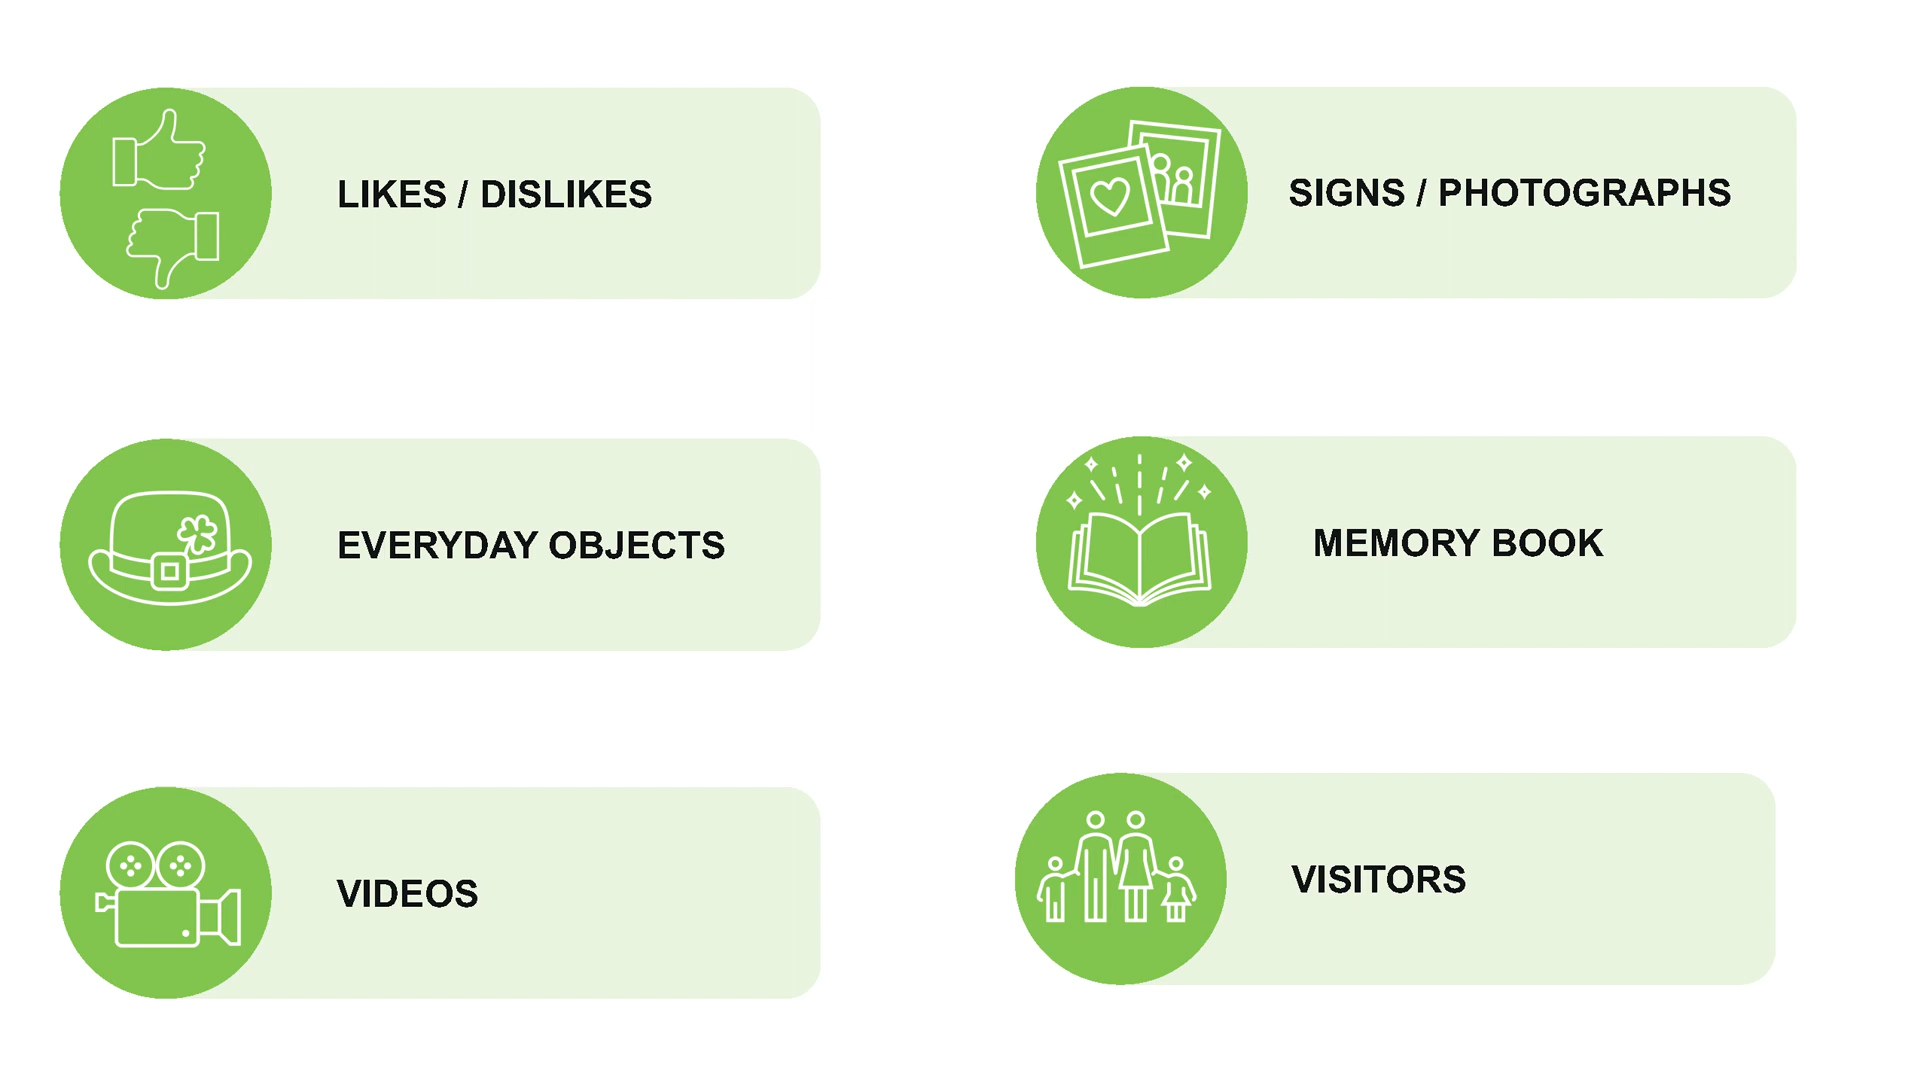 LIKES / DISLIKES
SIGNS / PHOTOGRAPHS
EVERYDAY OBJECTS
MEMORY BOOK
VIDEOS
VISITORS